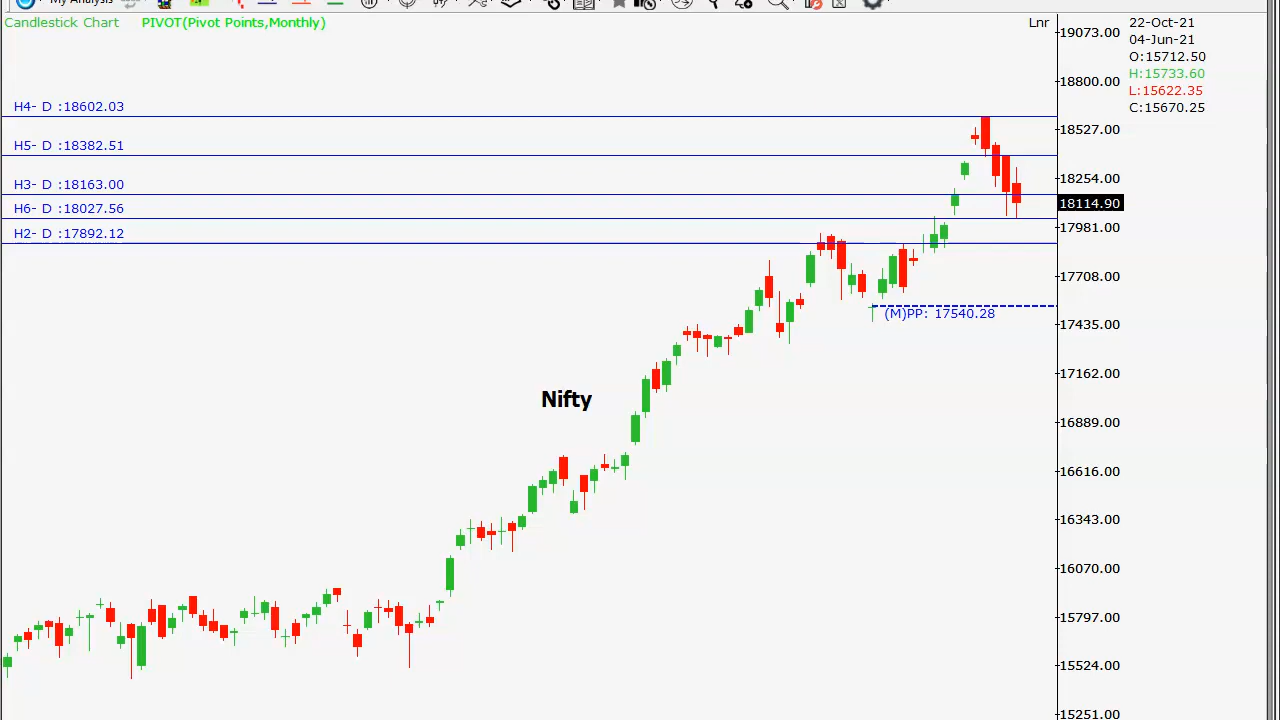 My Analysis
Candlestick Chart PIVOT(Pivot Points,Monthly) Lnr
22-Oct-21
04-Jun-21
O:15712.50
H:15733.60
L:15622.35
C:15670.25
H4- D :18602.03
H5- D :18382.51
H3- D :18163.00
H6- D :18027.56
H2- D :17892.12
(M)PP: 17540.28
Nifty
19073.00
18800.00
18527.00
18254.00
18114.90
17981.00
17708.00
17435.00
17162.00
16889.00
16616.00
16343.00
16070.00
15797.00
15524.00
15251.00